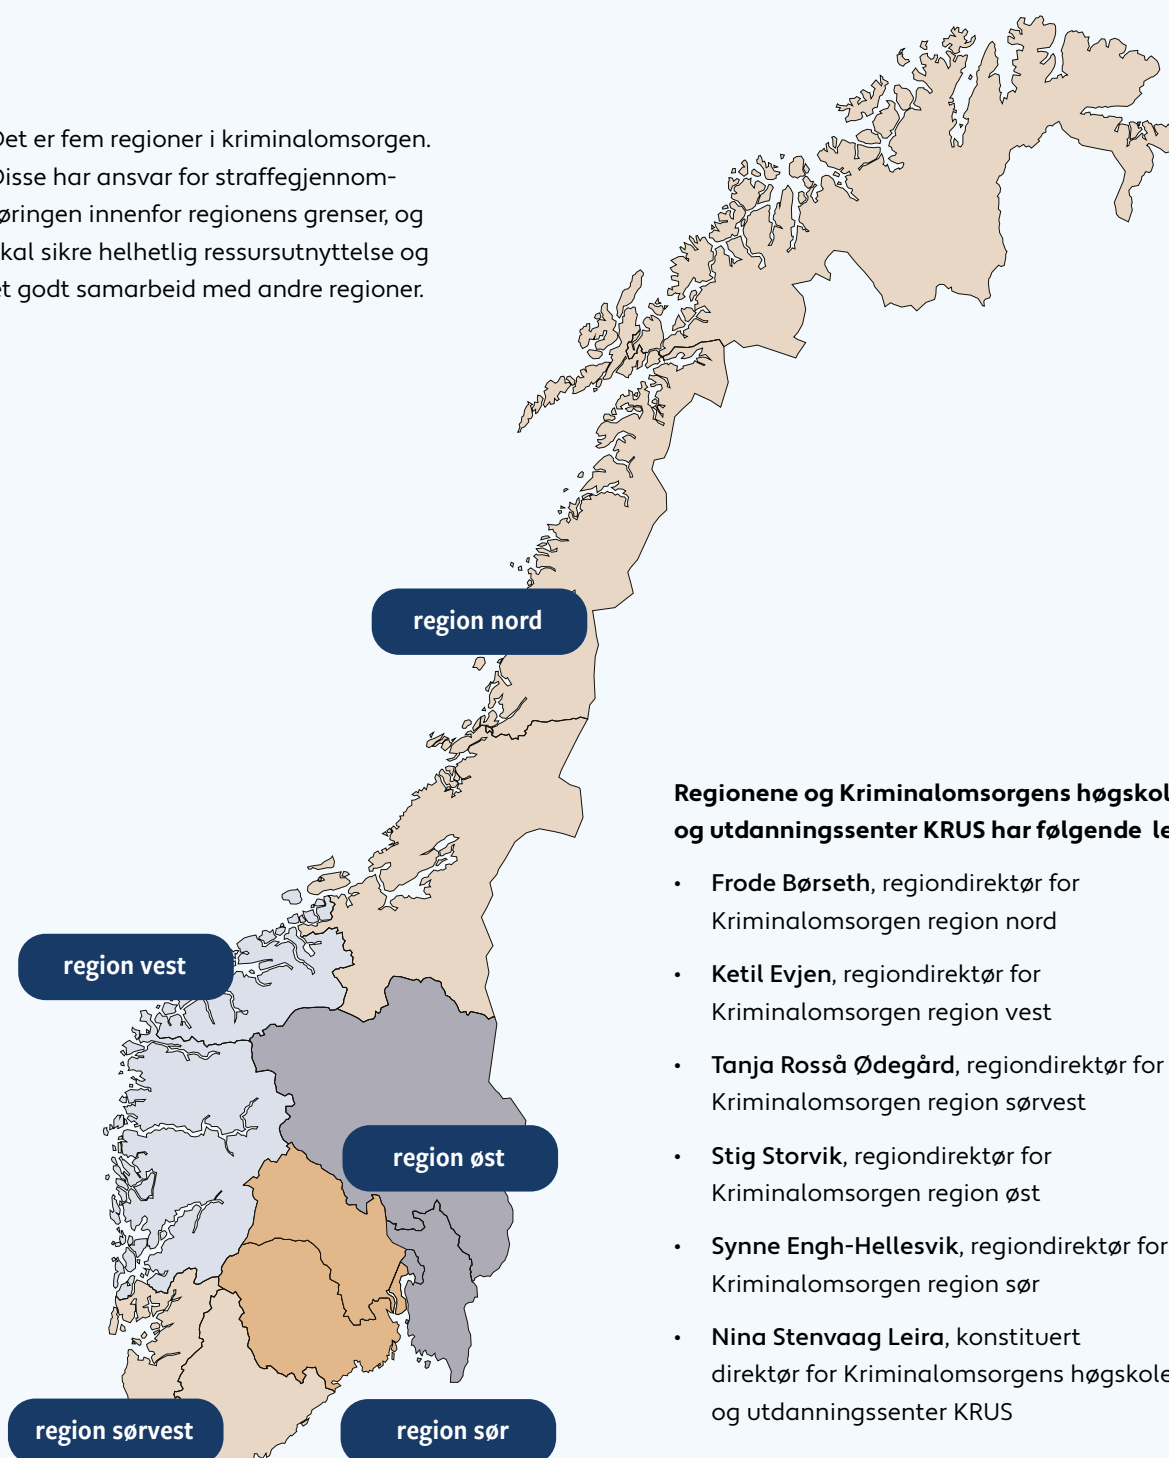 Det er fem regioner i kriminalomsorgen.
Disse har ansvar for straffegjennom-
øringen innenfor regionens grenser, og
kal sikre helhetlig ressursutnyttelse og
et godt samarbeid med andre regioner.
region nord
Regionene og Kriminalomsorgens høgskol
og utdanningssenter KRUS har følgende le
• Frode Børseth, regiondirektør for
Kriminalomsorgen region nord
region vest
• Ketil Evjen, regiondirektør for
Kriminalomsorgen region vest
• Tanja Rosså Ødegård, regiondirektør for
Kriminalomsorgen region sørvest
region øst
• Stig Storvik, regiondirektør for
Kriminalomsorgen region øst
• Synne Engh-Hellesvik, regiondirektør for
Kriminalomsorgen region sør
• Nina Stenvaag Leira, konstituert
direktør for Kriminalomsorgens høgskole
og utdanningssenter KRUS
region sørvest
region sør